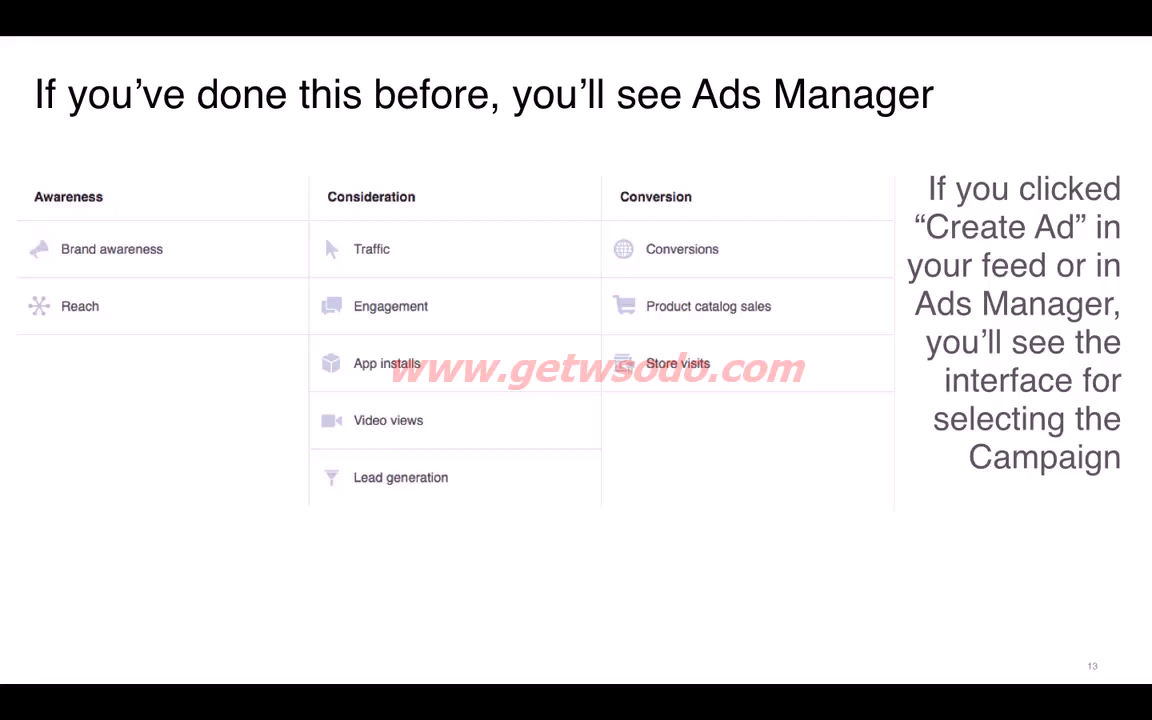 If you’ve done this before, you’ll see Ads Manager
Awareness
Brand awareness
Reach
Consideration
Traffic
Engagement
App installs
Video views
Lead generation
Conversion
Conversions
Product catalog sales
Store visits
www.getwsodo.com
If you clicked
“Create Ad” in
your feed or in
Ads Manager,
you’ll see the
interface for
selecting the
Campaign
13